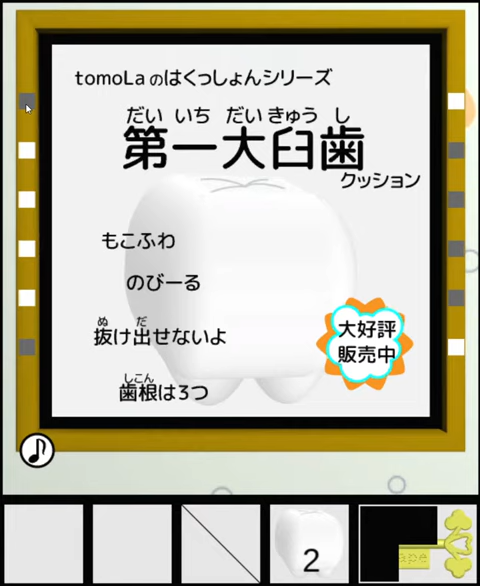 tomoLaのはくっしょんシリーズ
だい いち だい きゅう し
第一大臼歯
クッション
もこふわ
のびーる
ぬ だ
抜け出せないよ
大好評
販売中
しこん
歯根は3つ
2